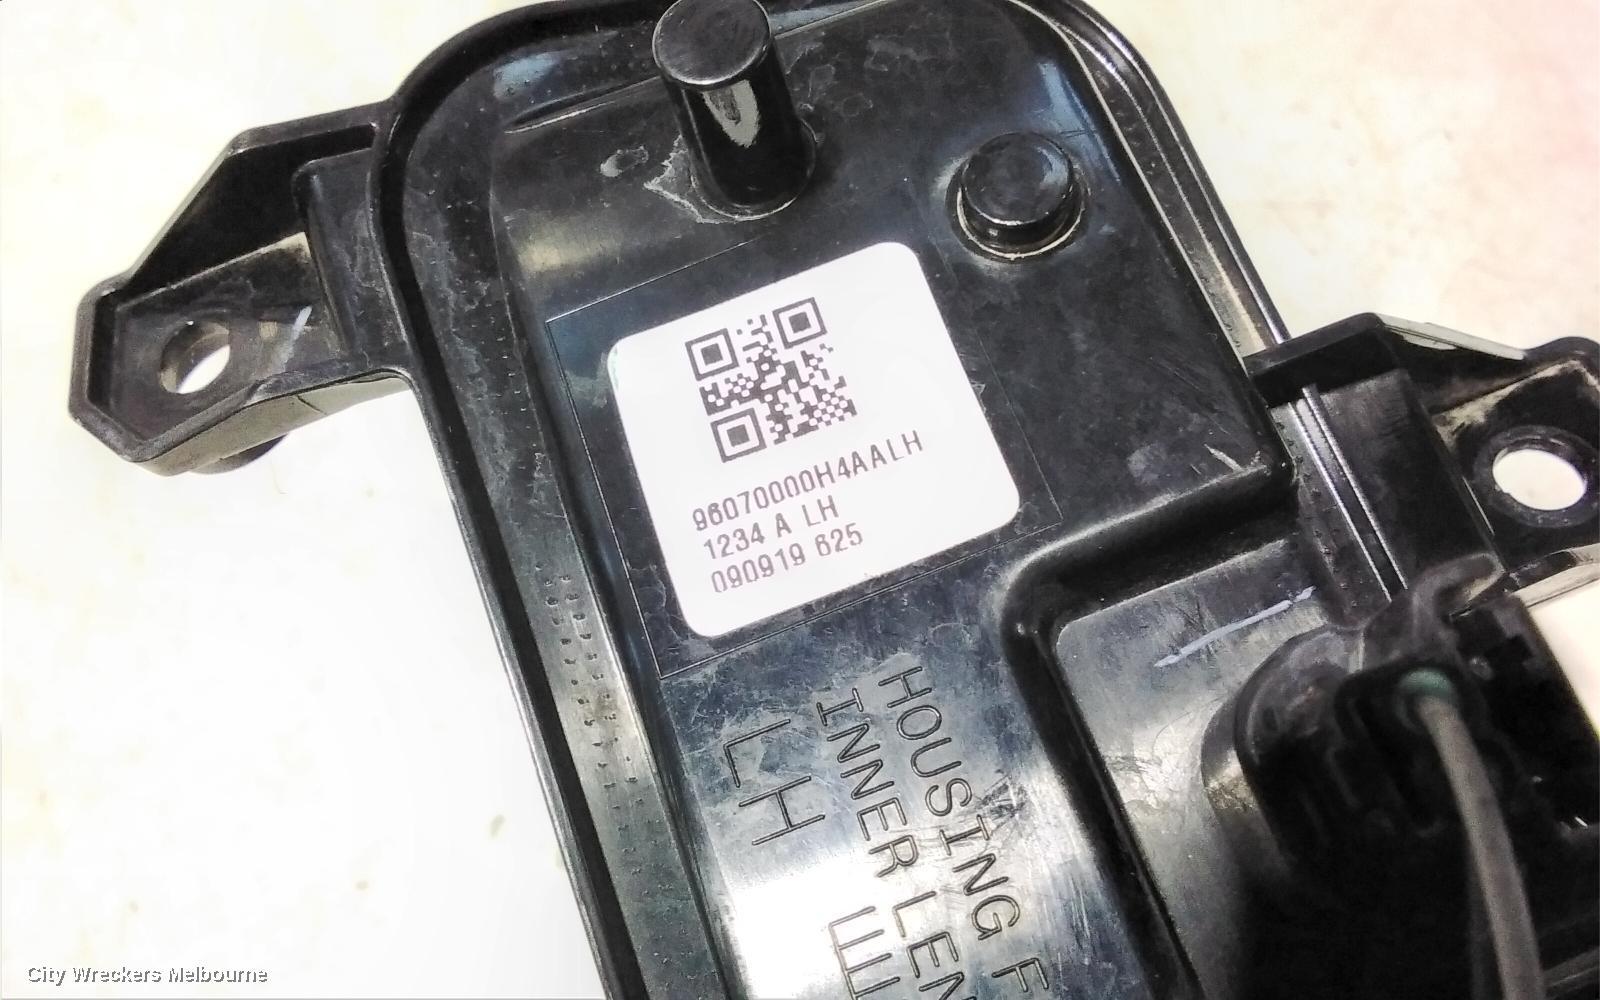 96070000H4AALH
1234 A LH
090919 625
HOUSING F
INNER LEN
LH
City Wreckers Melbourne